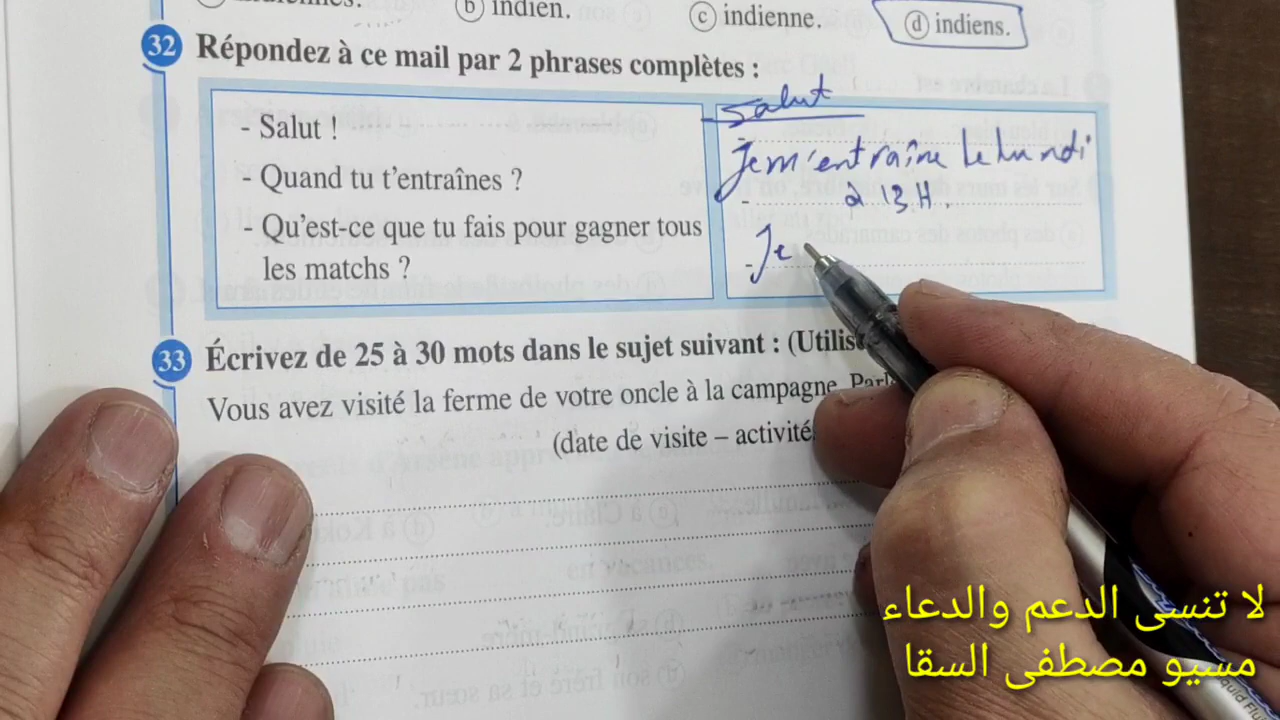 b indien.
c indienne.
d indiens.
32 Répondez à ce mail par 2 phrases complètes :
- Salut !
- Quand tu t'entraînes ?
- Qu'est-ce que tu fais pour gagner tous
les matchs ?
Salut
Je m'entraîne le lundi
à 13 H.
- Je
33 Écrivez de 25 à 30 mots dans le sujet suivant :
Vous avez visité la ferme de votre oncle à la campagne.
(date de visite – activité
لا تنسى الدعم والدعاء
مسيو مصطفى السقا